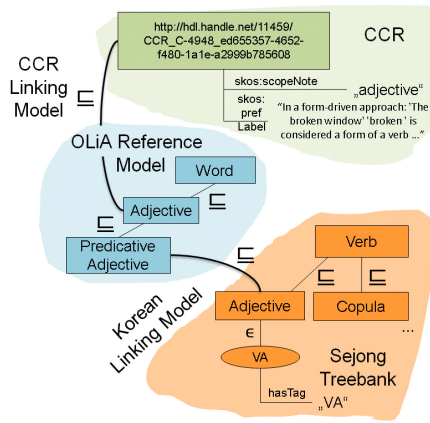 http://hdl.handle.net/11459/
CCR_C-4948_ed655357-4652-
f480-1a1e-a2999b785608
CCR
CCR
Linking
Model
⊑
skos:scopeNote
„adjective“
skos:
pref
Label
“In a form-driven approach: 'The
broken window' 'broken ' is
considered a form of a verb ...”
OLiA Reference
Model
Word
Adjective
⊑
⊑
Predicative
Adjective
⊑
Korean
Linking Model
Verb
⊑
⊑
Adjective
Copula
...
ϵ
VA
Sejong
Treebank
hasTag
„VA“